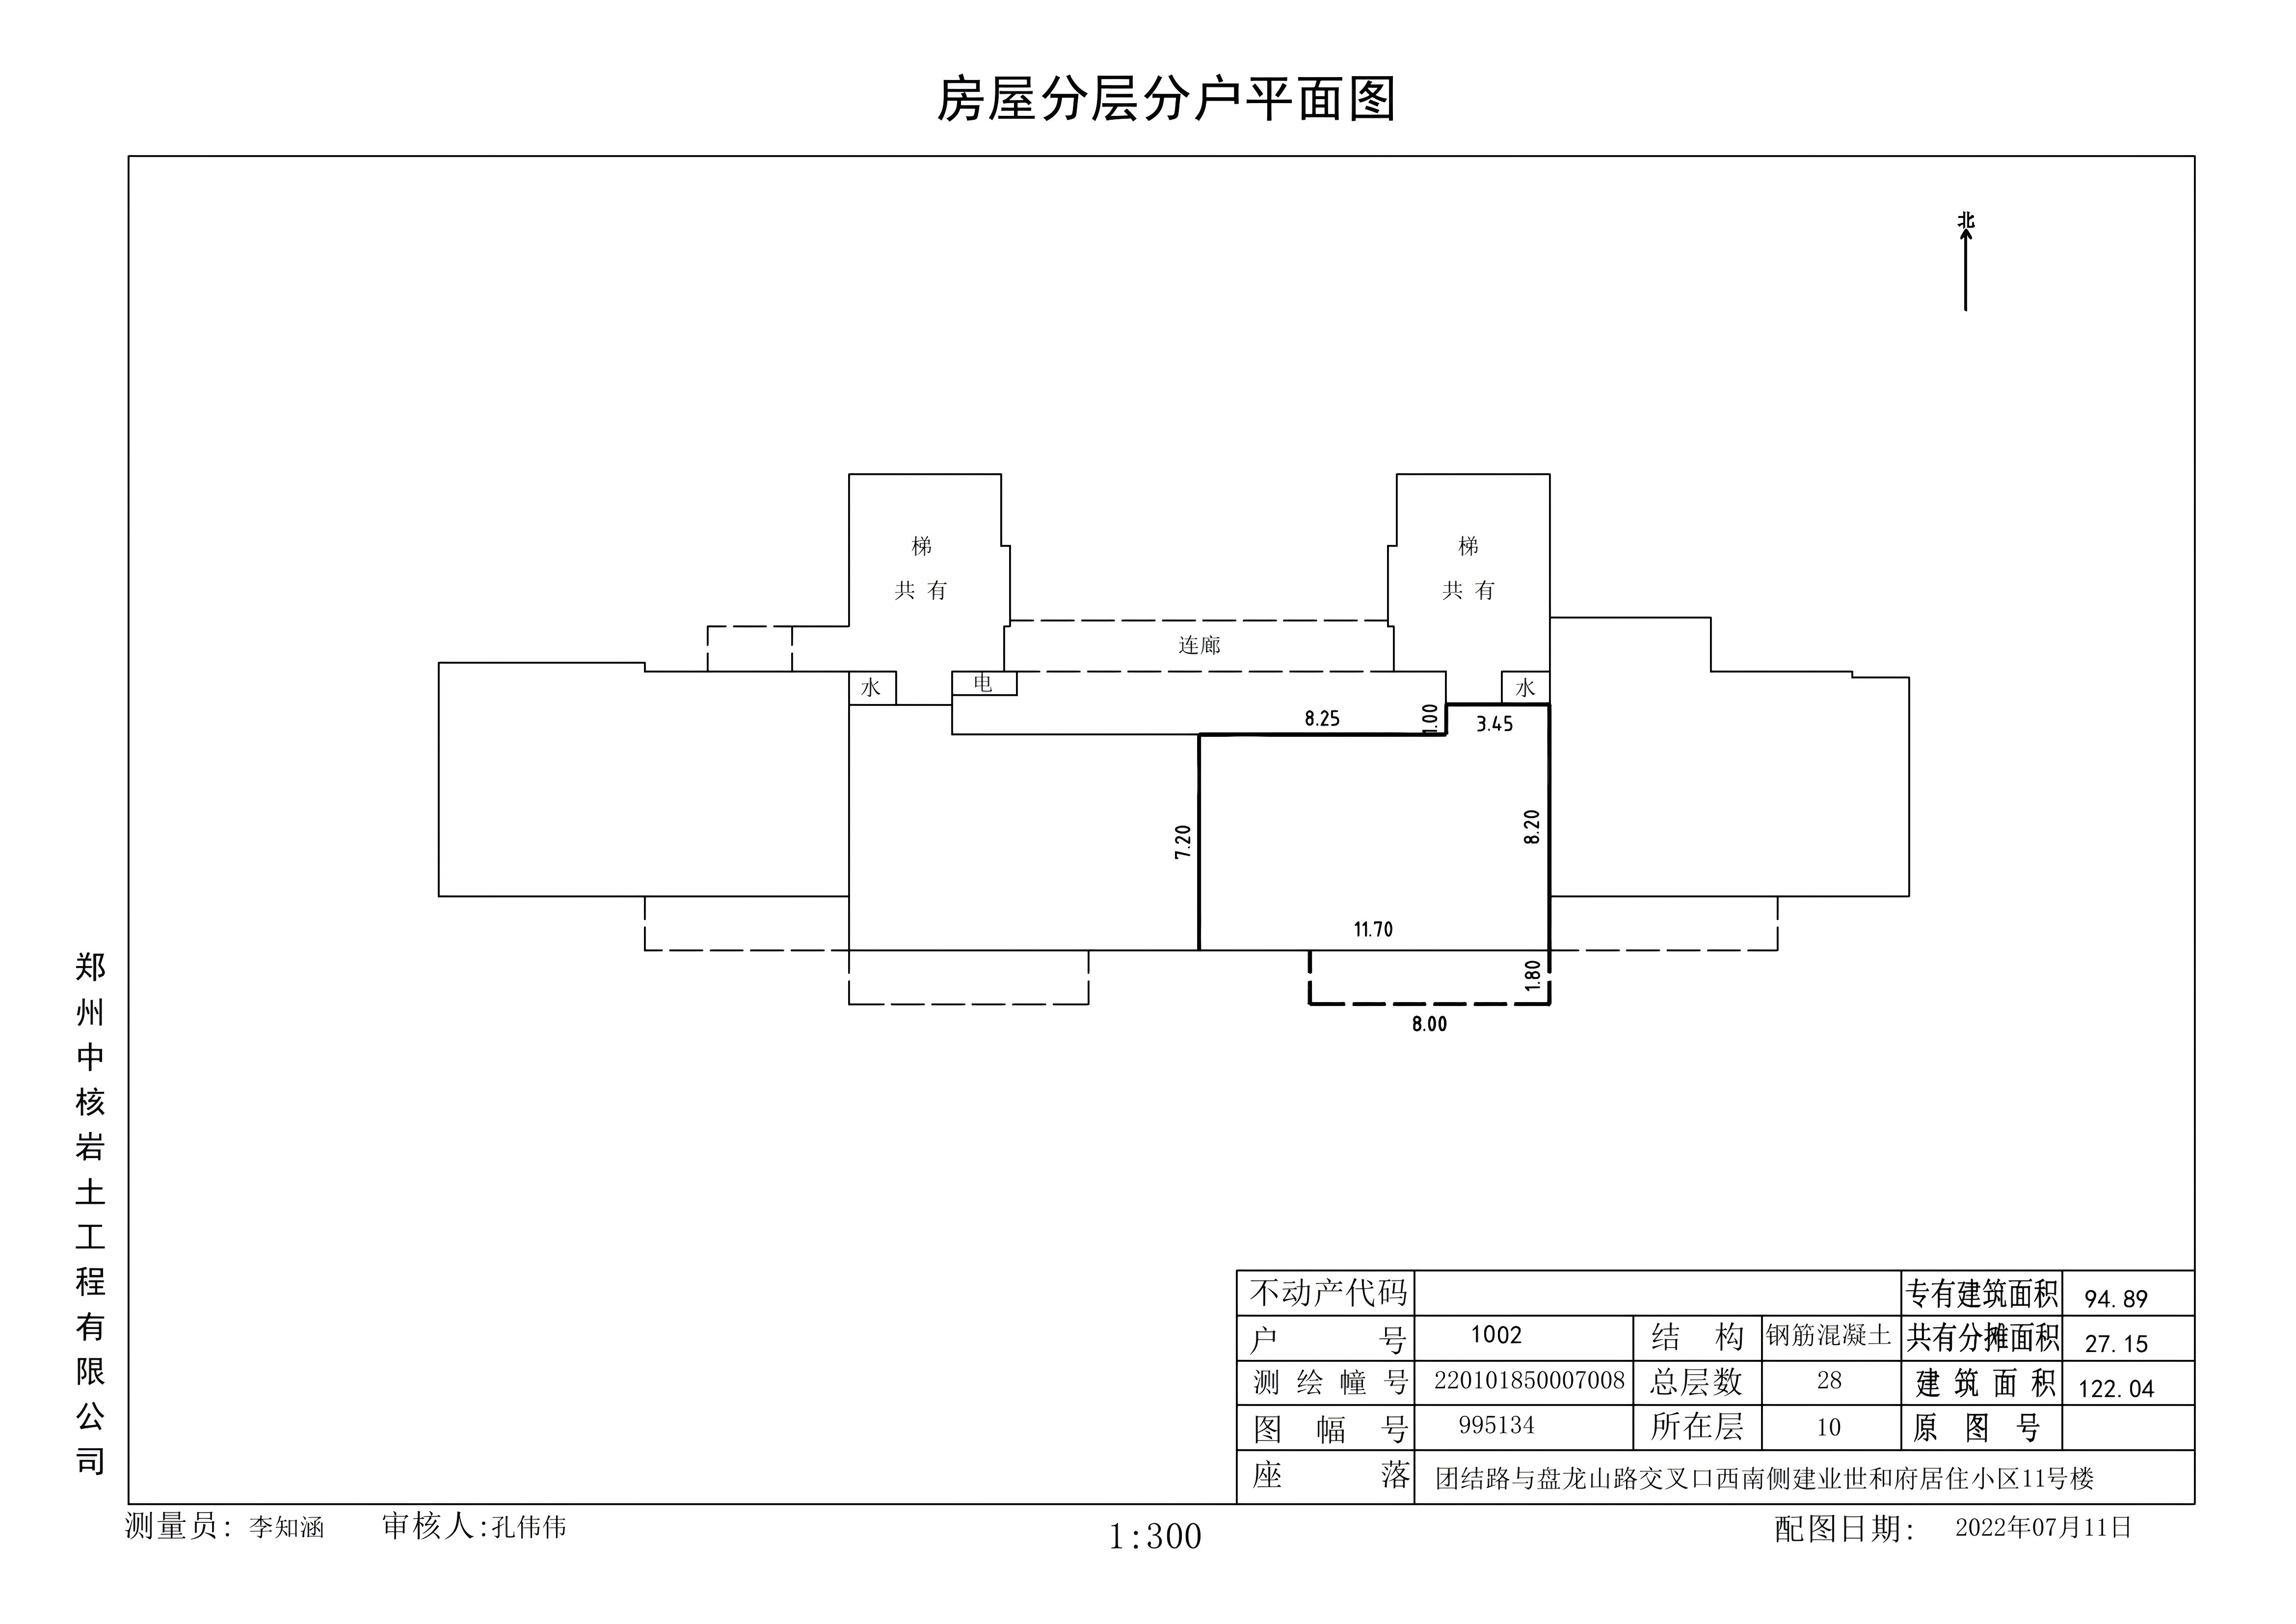 房屋分层分户平面图
北
梯 梯
共 有 共 有
连廊
水 电 水
8.25 1.00 3.45
7.20 8.20
11.70
1.80
8.00
郑州中核岩土工程有限公司
不动产代码 专有建筑面积 94.89
户 号 1002 结 构 钢筋混凝土 共有分摊面积 27.15
测 绘 幢 号 220101850007008 总层数 28 建 筑 面 积 122.04
图 幅 号 995134 所在层 10 原 图 号
座 落 团结路与盘龙山路交叉口西南侧建业世和府居住小区11号楼
测量员: 李知涵 审核人:孔伟伟 1:300 配图日期: 2022年07月11日